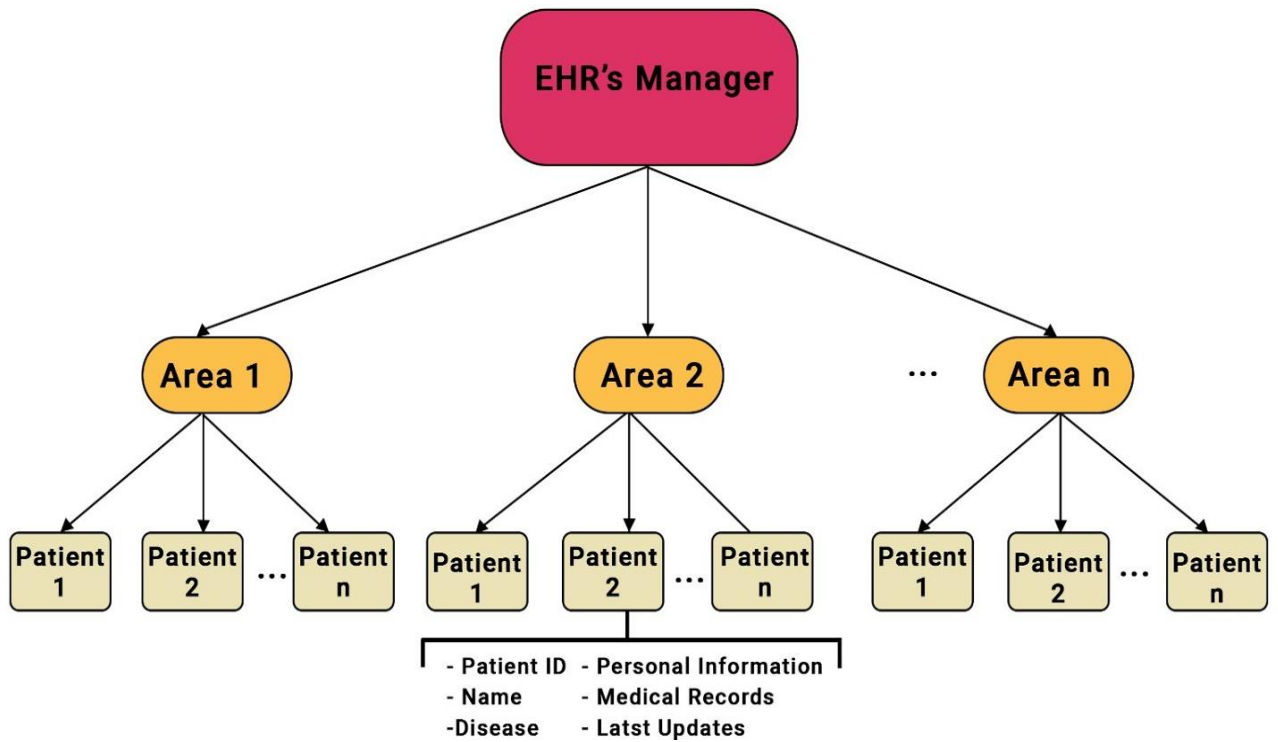 EHR's Manager
Area 1
Area 2
...
Area n
Patient
1
Patient
2
...
Patient
n
Patient
1
Patient
2
...
Patient
n
Patient
1
Patient
2
...
Patient
n
- Patient ID - Personal Information
- Name - Medical Records
-Disease - Latst Updates